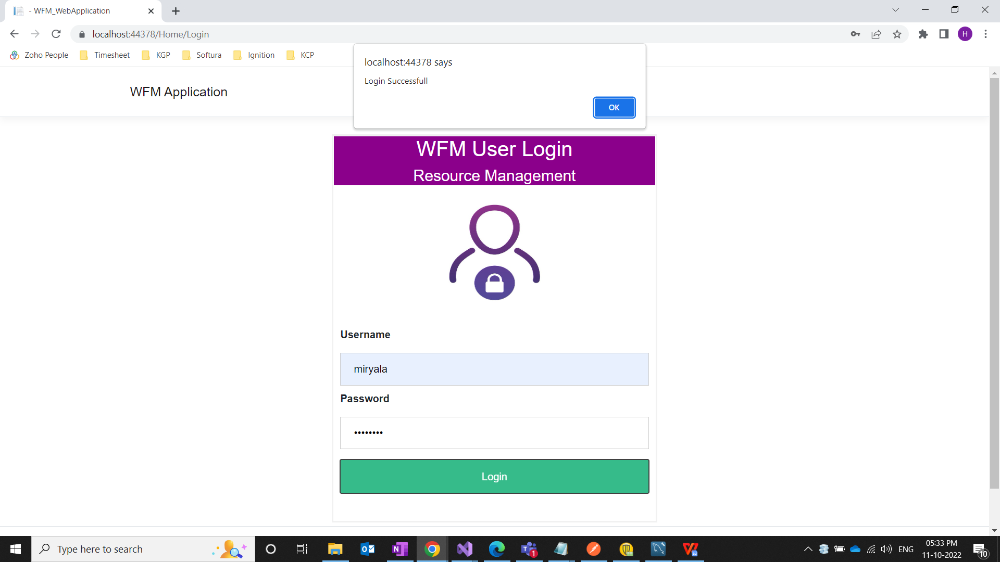 - WFM_WebApplication
localhost:44378/Home/Login
H
Zoho People
Timesheet
KGP
Softura
Ignition
KCP
localhost:44378 says
Login Successfull
OK
WFM Application
WFM User Login
Resource Management
Username
miryala
Password
••••••••
Login
Type here to search
N
1
W
ENG
05:33 PM
11-10-2022
10